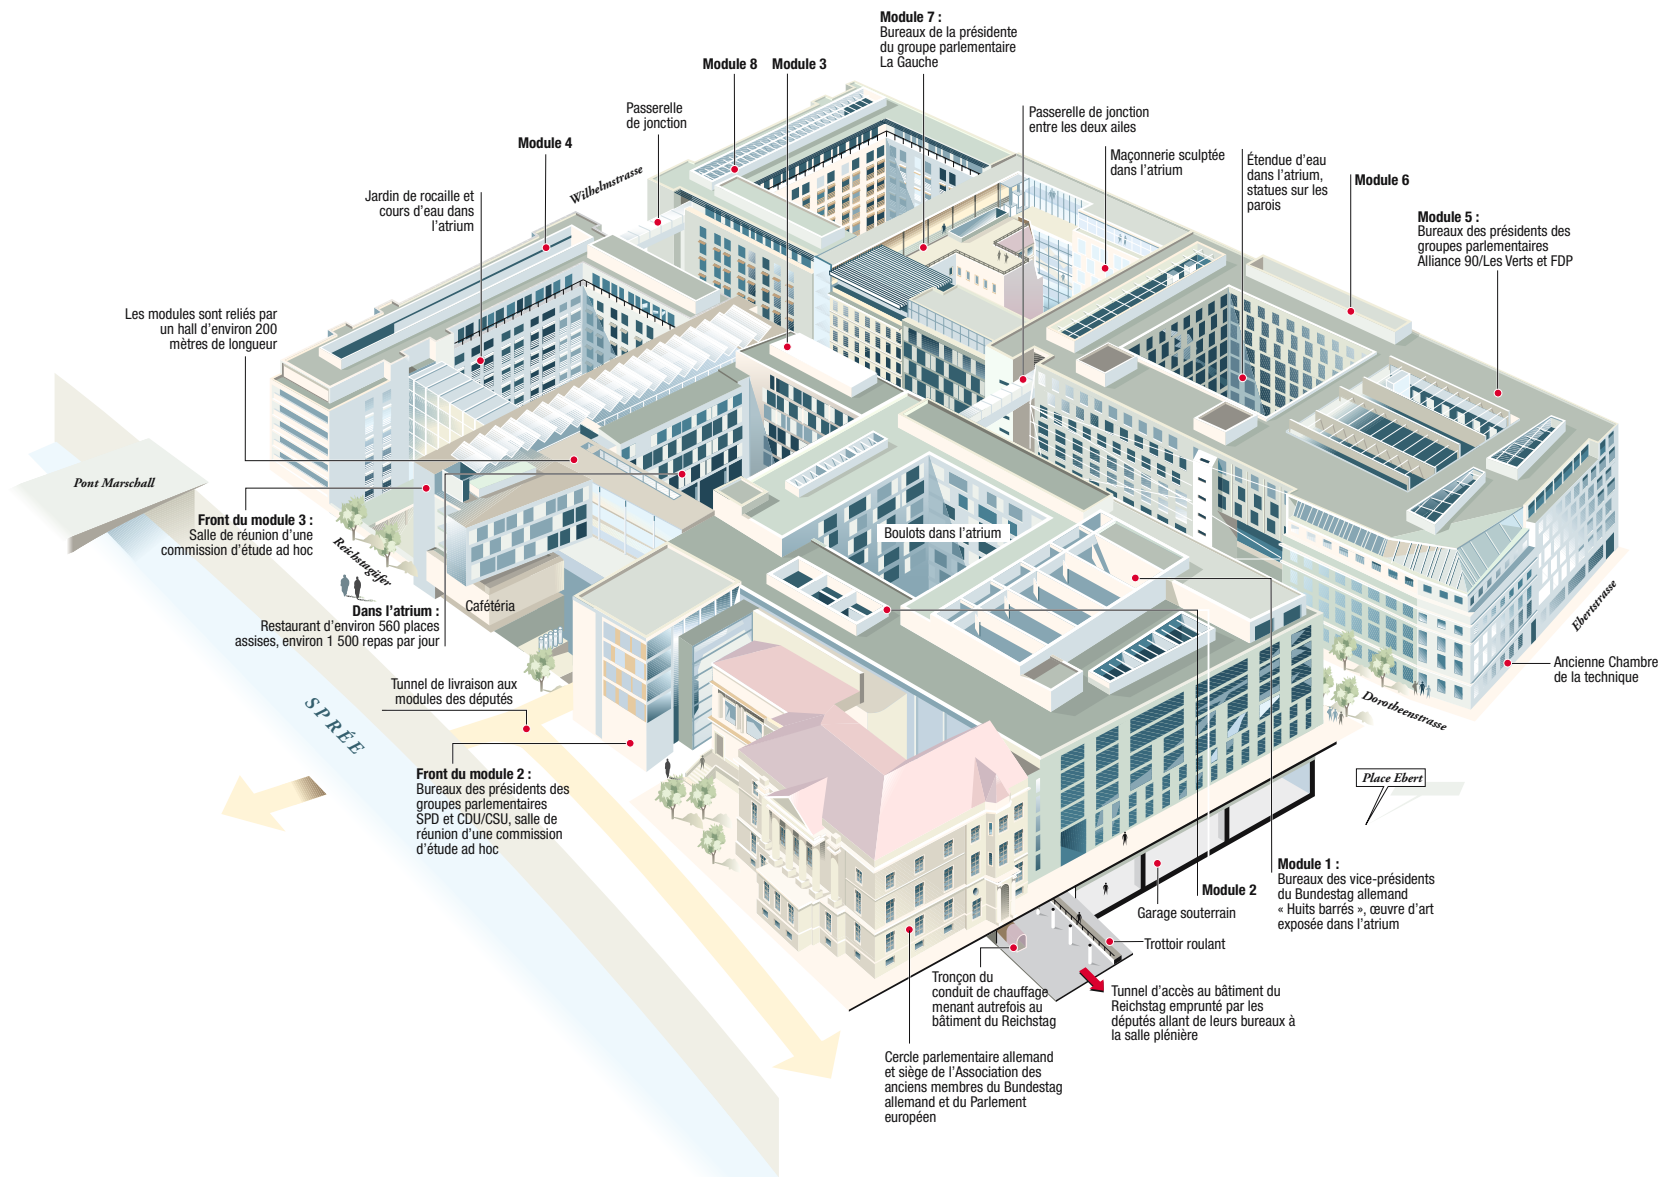 Module 7 :
Bureaux de la présidente
du groupe parlementaire
La Gauche
Module 8
Module 3
Passerelle
de jonction
Passerelle de jonction
entre les deux ailes
Module 4
Maçonnerie sculptée
dans l'atrium
Étendue d'eau
dans l'atrium,
statues sur les
parois
Module 6
Wilhelmstrasse
Jardin de rocaille et
cours d'eau dans
l'atrium
Module 5 :
Bureaux des présidents des
groupes parlementaires
Alliance 90/Les Verts et FDP
Les modules sont reliés par
un hall d'environ 200
mètres de longueur
Pont Marschall
Front du module 3 :
Salle de réunion d'une
commission d'étude ad hoc
Reichstagüfer
Boulots dans l'atrium
Dans l'atrium :
Restaurant d'environ 560 places
assises, environ 1 500 repas par jour
Cafétéria
Ebertstrasse
Ancienne Chambre
de la technique
Tunnel de livraison aux
modules des députés
SPRÉE
Dorotheenstrasse
Front du module 2 :
Bureaux des présidents des
groupes parlementaires
SPD et CDU/CSU, salle de
réunion d'une commission
d'étude ad hoc
Place Ebert
Module 1 :
Bureaux des vice-présidents
du Bundestag allemand
« Huits barrés », œuvre d'art
exposée dans l'atrium
Module 2
Garage souterrain
Trottoir roulant
Tronçon du
conduit de chauffage
menant autrefois au
bâtiment du Reichstag
Tunnel d'accès au bâtiment du
Reichstag emprunté par les
députés allant de leurs bureaux à
la salle plénière
Cercle parlementaire allemand
et siège de l'Association des
anciens membres du Bundestag
allemand et du Parlement
européen